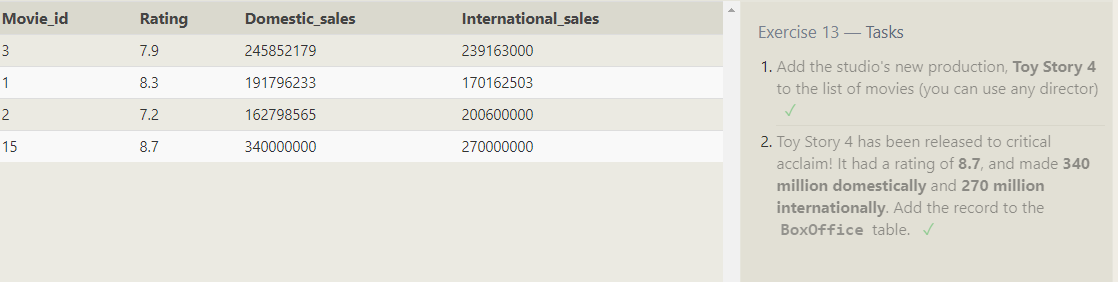 Movie_id Rating Domestic_sales International_sales
3 7.9 245852179 239163000
1 8.3 191796233 170162503
2 7.2 162798565 200600000
15 8.7 340000000 270000000
Exercise 13 — Tasks
1. Add the studio's new production, Toy Story 4
to the list of movies (you can use any director)
✓
2. Toy Story 4 has been released to critical
acclaim! It had a rating of 8.7, and made 340
million domestically and 270 million
internationally. Add the record to the
BoxOffice table. ✓